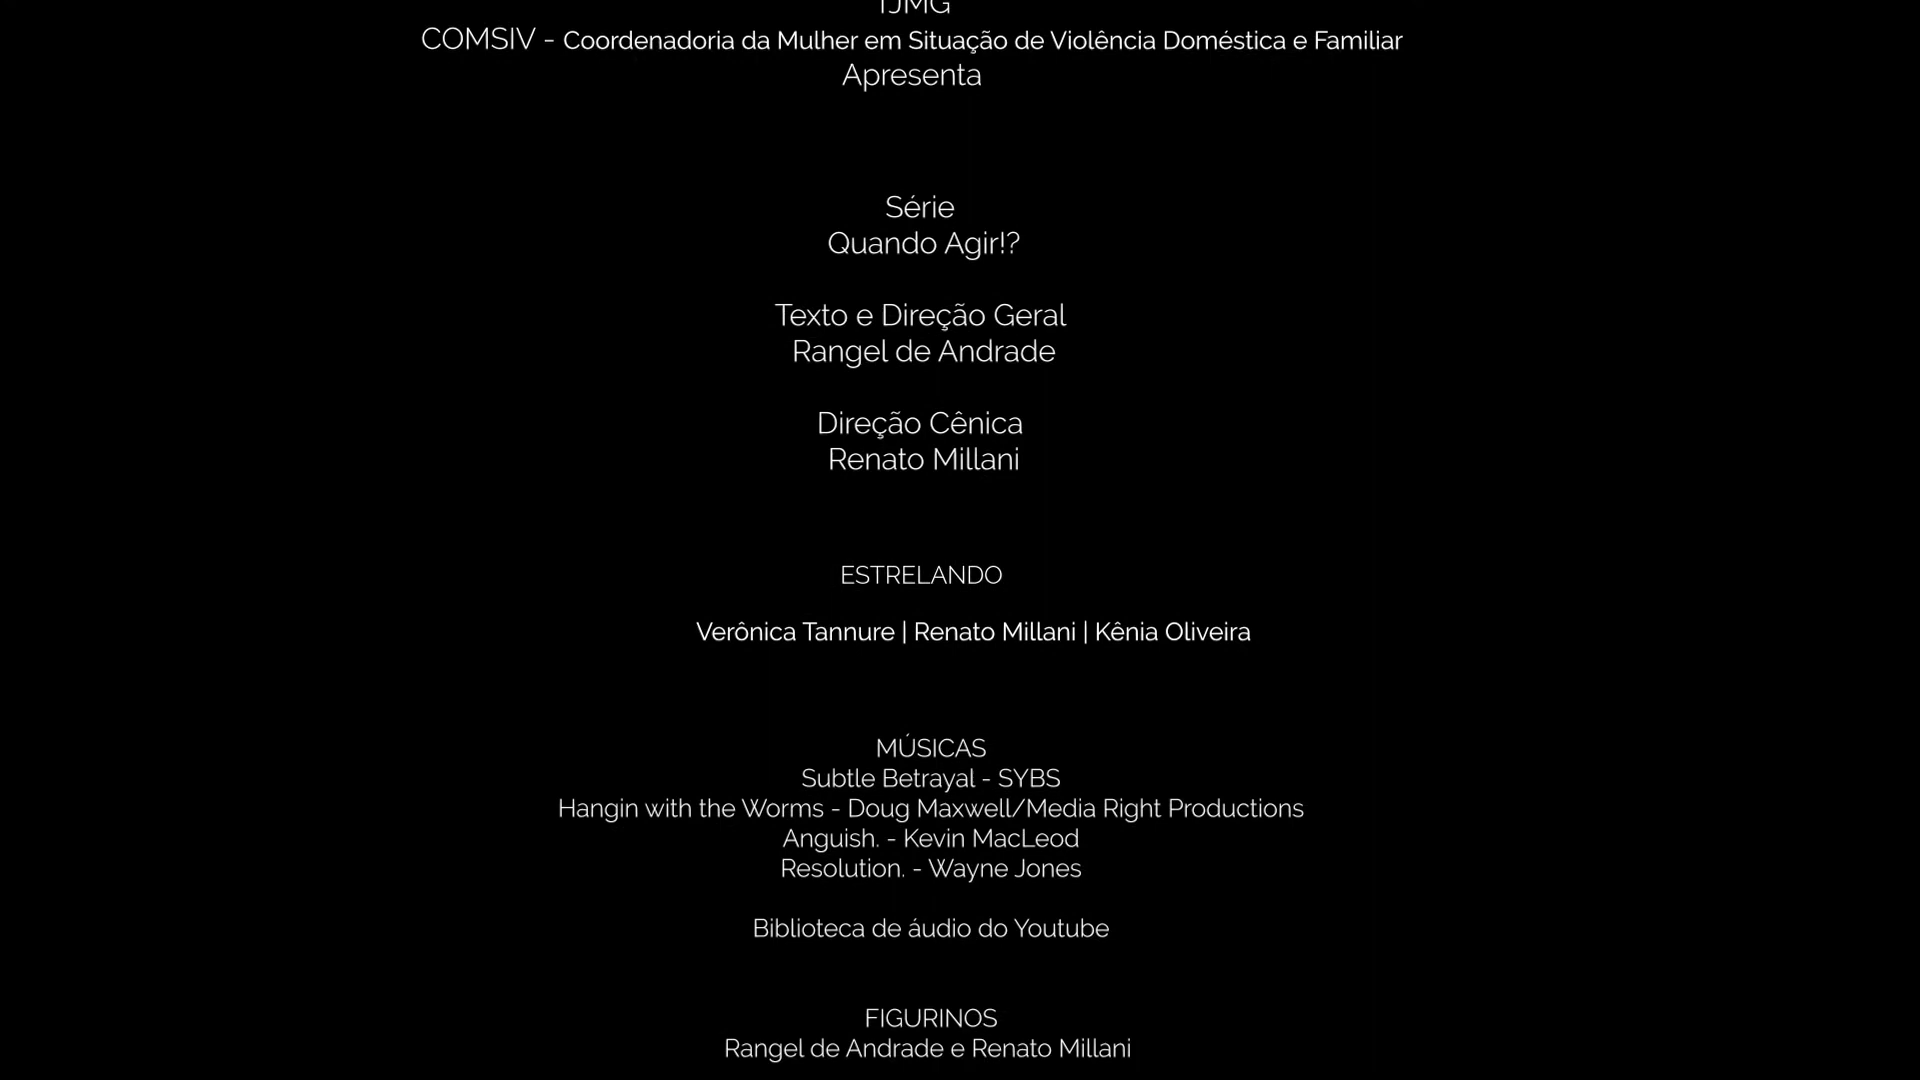 TJMG
COMSIV - Coordenadoria da Mulher em Situação de Violência Doméstica e Familiar
Apresenta
Série
Quando Agir!?
Texto e Direção Geral
Rangel de Andrade
Direção Cênica
Renato Millani
ESTRELANDO
Verônica Tannure | Renato Millani | Kênia Oliveira
MÚSICAS
Subtle Betrayal - SYBS
Hangin with the Worms - Doug Maxwell/Media Right Productions
Anguish. - Kevin MacLeod
Resolution. - Wayne Jones
Biblioteca de áudio do Youtube
FIGURINOS
Rangel de Andrade e Renato Millani